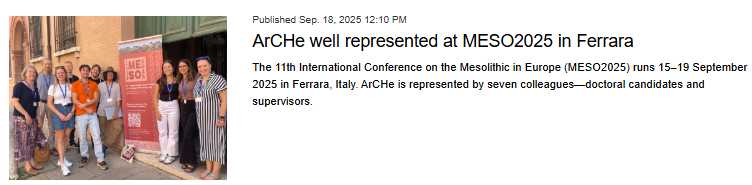 Published Sep. 18, 2025 12:10 PM
ArCHe well represented at MESO2025 in Ferrara
The 11th International Conference on the Mesolithic in Europe (MESO2025) runs 15–19 September
2025 in Ferrara, Italy. ArCHe is represented by seven colleagues—doctoral candidates and
supervisors.
ME
SO